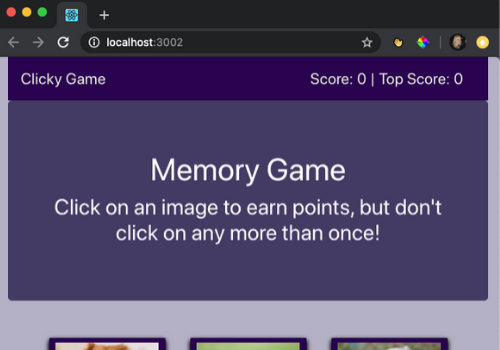 localhost:3002
Clicky Game
Score: 0 | Top Score: 0
Memory Game
Click on an image to earn points, but don't
click on any more than once!